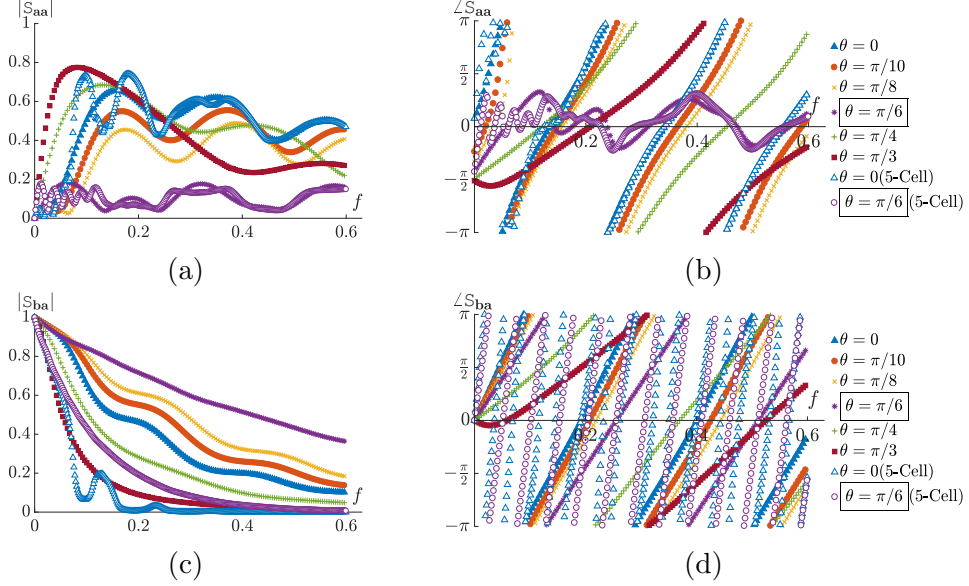 |𝕊aa|
1
0.8
0.6
0.4
0.2
0
0 0.2 0.4 0.6
f
(a)
∠𝕊aa
π
π/2
0
−π/2
−π
0.2 0.4 0.6
f
(b)
θ = 0
θ = π/10
θ = π/8
θ = π/6
θ = π/4
θ = π/3
θ = 0(5-Cell)
θ = π/6 (5-Cell)
|𝕊ba|
1
0.8
0.6
0.4
0.2
0
0 0.2 0.4 0.6
f
(c)
∠𝕊ba
π
π/2
0
−π/2
−π
0.2 0.4 0.6
f
(d)
θ = 0
θ = π/10
θ = π/8
θ = π/6
θ = π/4
θ = π/3
θ = 0(5-Cell)
θ = π/6 (5-Cell)